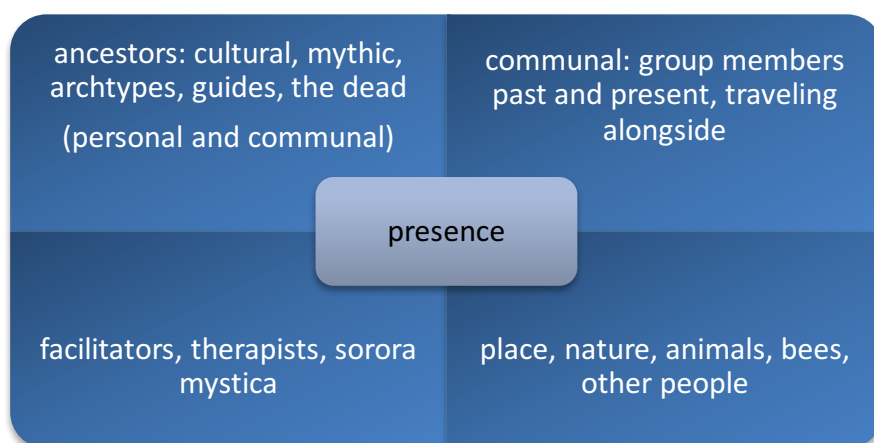 ancestors: cultural, mythic,
archtypes, guides, the dead
(personal and communal)
communal: group members
past and present, traveling
alongside
presence
facilitators, therapists, sorora
mystica
place, nature, animals, bees,
other people